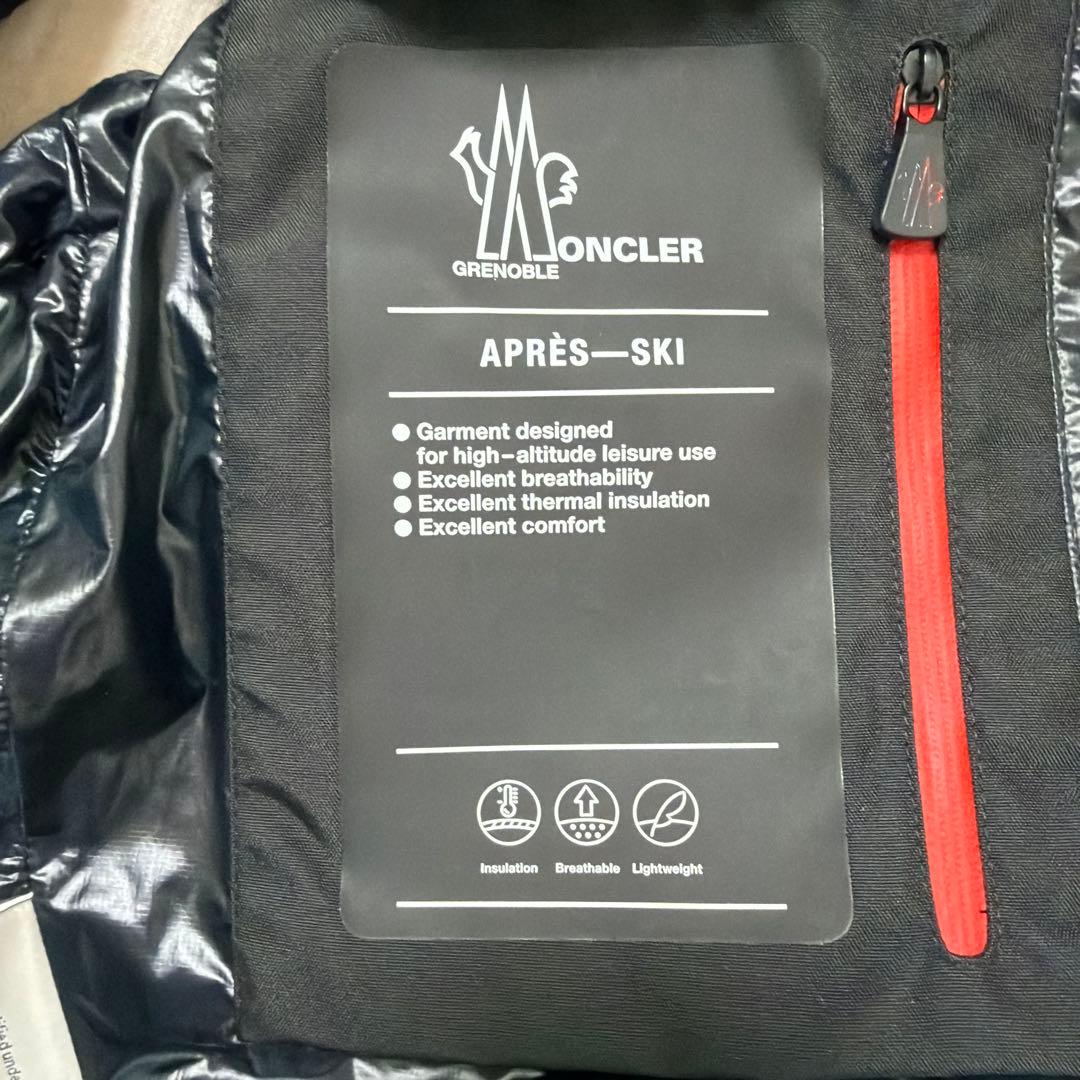 MONCLER
GRENOBLE
APRÈS—SKI
● Garment designed
for high-altitude leisure use
● Excellent breathability
● Excellent thermal insulation
● Excellent comfort
Insulation Breathable Lightweight